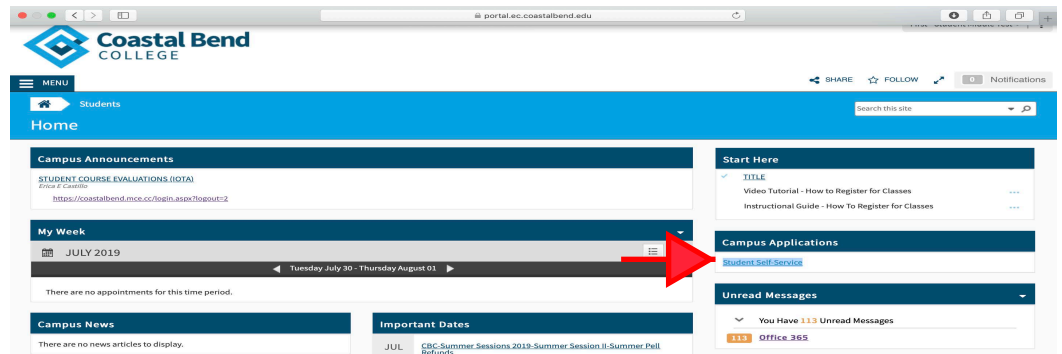 portal.ec.coastalbend.edu
Coastal Bend
COLLEGE
MENU
SHARE
FOLLOW
0 Notifications
Students
Search this site
Home
Campus Announcements
STUDENT COURSE EVALUATIONS (IOTA)
Erica E Castillo
https://coastalbend.mce.cc/login.aspx?logout=2
My Week
JULY 2019
Tuesday July 30 - Thursday August 01
There are no appointments for this time period.
Campus News
There are no news articles to display.
Important Dates
JUL
CBC-Summer Sessions 2019-Summer Session II-Summer Pell
Refunds
Start Here
TITLE
Video Tutorial - How to Register for Classes
...
Instructional Guide - How To Register for Classes
...
Campus Applications
Student Self-Service
Unread Messages
You Have 113 Unread Messages
113 Office 365